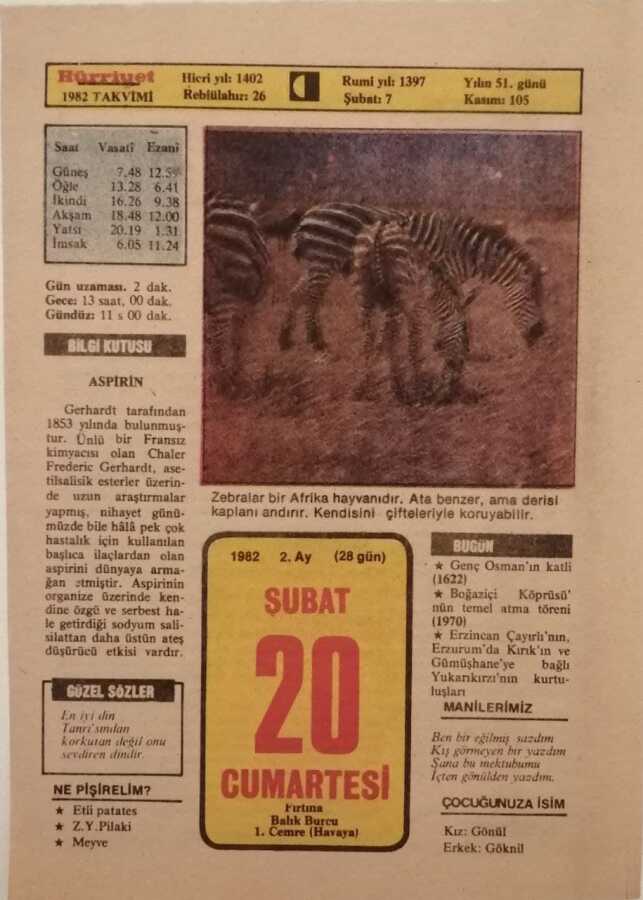 Hürriyet
1982 TAKVİMİ
Hicri yıl: 1402
Rebiülahır: 26
Rumi yıl: 1397
Şubat: 7
Yılın 51. günü
Kasım: 105
Saat Vasatî Ezanî
Güneş 7.48 12.59
Öğle 13.28 6.41
İkindi 16.26 9.38
Akşam 18.48 12.00
Yatsı 20.19 1.31
İmsak 6.05 11.24
Gün uzaması. 2 dak.
Gece: 13 saat, 00 dak.
Gündüz: 11 s 00 dak.
BİLGİ KUTUSU
ASPİRİN
Gerhardt tarafından
1853 yılında bulunmuş-
tur. Ünlü bir Fransız
kimyacısı olan Chaler
Frederic Gerhardt, ase-
tilsalisik esterler üzerin-
de uzun araştırmalar
yapmış, nihayet günü-
müzde bile hâlâ pek çok
hastalık için kullanılan
başlıca ilaçlardan olan
aspirini dünyaya arma-
ğan etmiştir. Aspirinin
organize üzerinde ken-
dine özgü ve serbest ha-
le getirdiği sodyum sali-
silattan daha üstün ateş
düşürücü etkisi vardır.
GÜZEL SÖZLER
En iyi din
Tanrı'sından
korkutan değil onu
sevdiren dindir.
NE PİŞİRELİM?
★ Etli patates
★ Z.Y.Pilaki
★ Meyve
Zebralar bir Afrika hayvanıdır. Ata benzer, ama derisi
kaplanı andırır. Kendisini çifteleriyle koruyabilir.
1982 2. Ay (28 gün)
ŞUBAT
20
CUMARTESİ
Fırtına
Balık Burcu
1. Cemre (Havaya)
BUGÜN
★ Genç Osman'ın katli
(1622)
★ Boğaziçi Köprüsü'
nün temel atma töreni
(1970)
★ Erzincan Çayırlı'nın,
Erzurum'da Kırık'ın ve
Gümüşhane'ye bağlı
Yukarıkırzı'nın kurtu-
luşları
MANİLERİMİZ
Ben bir eğilmiş sazdım
Kış görmeyen bir yazdım
Sana bu mektubumu
İçten gönülden yazdım.
ÇOCUĞUNUZA İSİM
Kız: Gönül
Erkek: Göknil